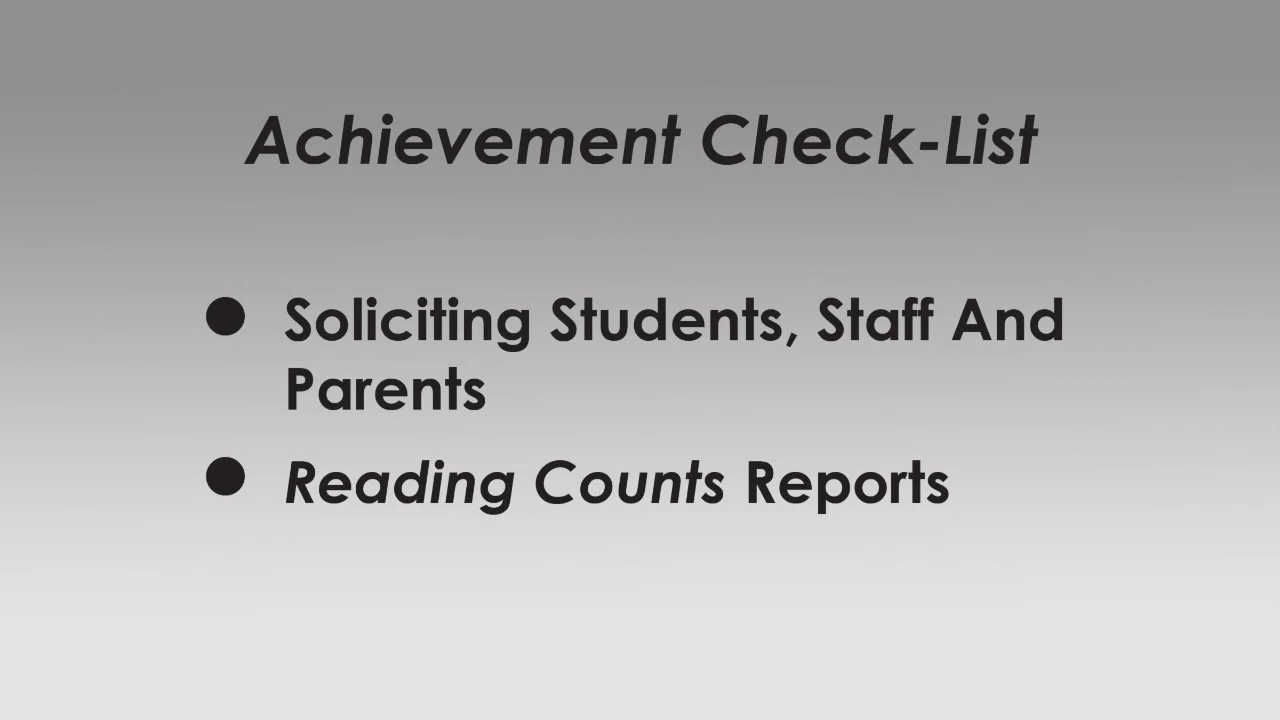 Achievement Check-List
● Soliciting Students, Staff And
Parents
● Reading Counts Reports